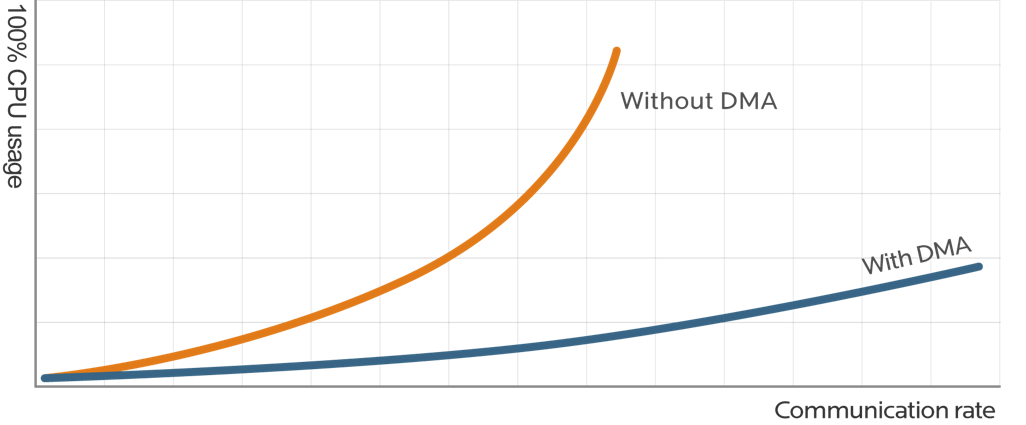 100% CPU usage
Without DMA
With DMA
Communication rate